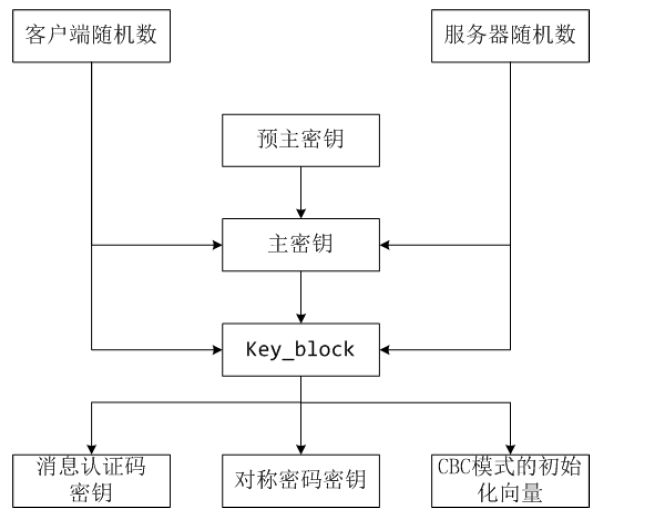 客户端随机数
服务器随机数
预主密钥
主密钥
Key_block
消息认证码
密钥
对称密码密钥
CBC模式的初始
化向量